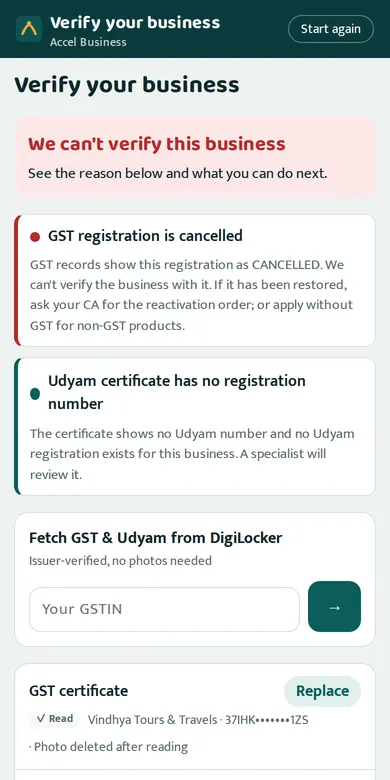 Verify your business
Accel Business
Start again
Verify your business
We can't verify this business
See the reason below and what you can do next.
GST registration is cancelled
GST records show this registration as CANCELLED. We
can't verify the business with it. If it has been restored,
ask your CA for the reactivation order; or apply without
GST for non-GST products.
Udyam certificate has no registration
number
The certificate shows no Udyam number and no Udyam
registration exists for this business. A specialist will
review it.
Fetch GST & Udyam from DigiLocker
Issuer-verified, no photos needed
Your GSTIN
→
GST certificate
Replace
✓ Read Vindhya Tours & Travels · 37IHK•••••••1ZS
· Photo deleted after reading